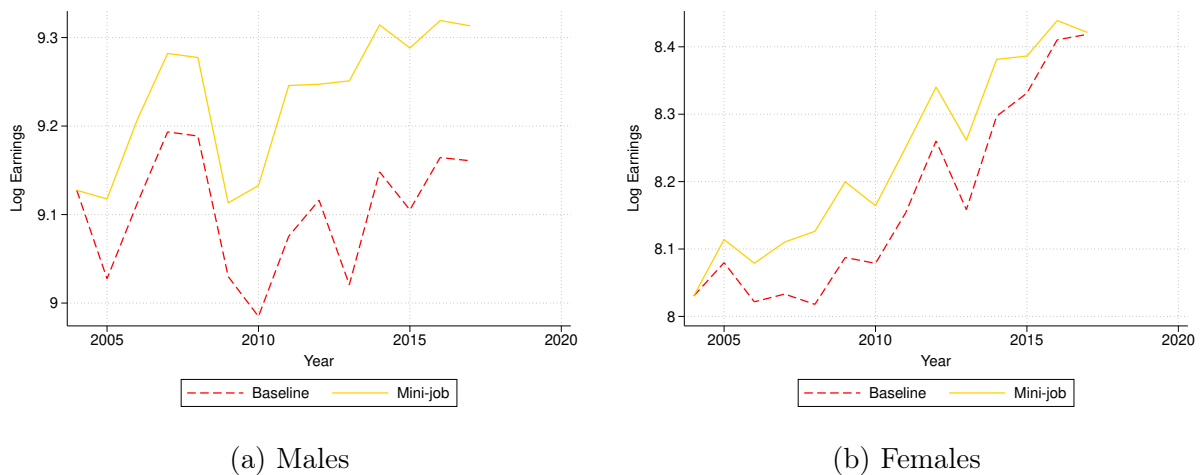 Log Earnings
9.3
9.2
9.1
9
2005 2010 2015 2020
Year
Baseline Mini-job
(a) Males
Log Earnings
8.4
8.3
8.2
8.1
8
2005 2010 2015 2020
Year
Baseline Mini-job
(b) Females